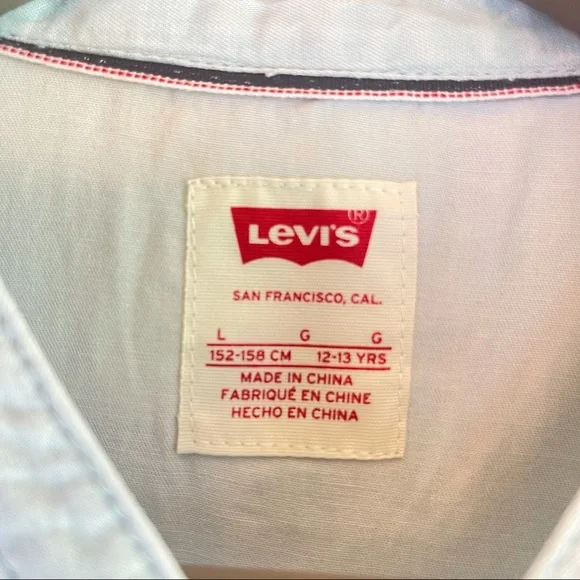 LEVI'S ®
SAN FRANCISCO, CAL.
L G G
152-158 CM 12-13 YRS
MADE IN CHINA
FABRIQUÉ EN CHINE
HECHO EN CHINA